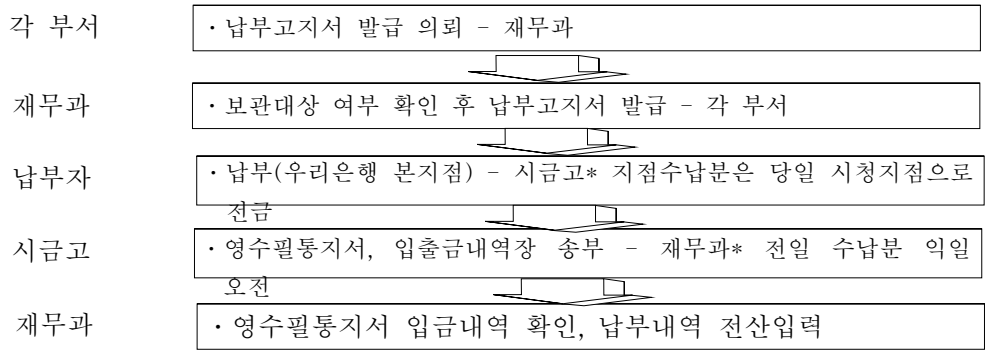 각 부서 ・납부고지서 발급 의뢰 - 재무과
재무과 ・보관대상 여부 확인 후 납부고지서 발급 - 각 부서
납부자 ・납부(우리은행 본지점) - 시금고* 지점수납분은 당일 시청지점으로
전금
시금고 ・영수필통지서, 입출금내역장 송부 - 재무과* 전일 수납분 익일
오전
재무과 ・영수필통지서 입금내역 확인, 납부내역 전산입력